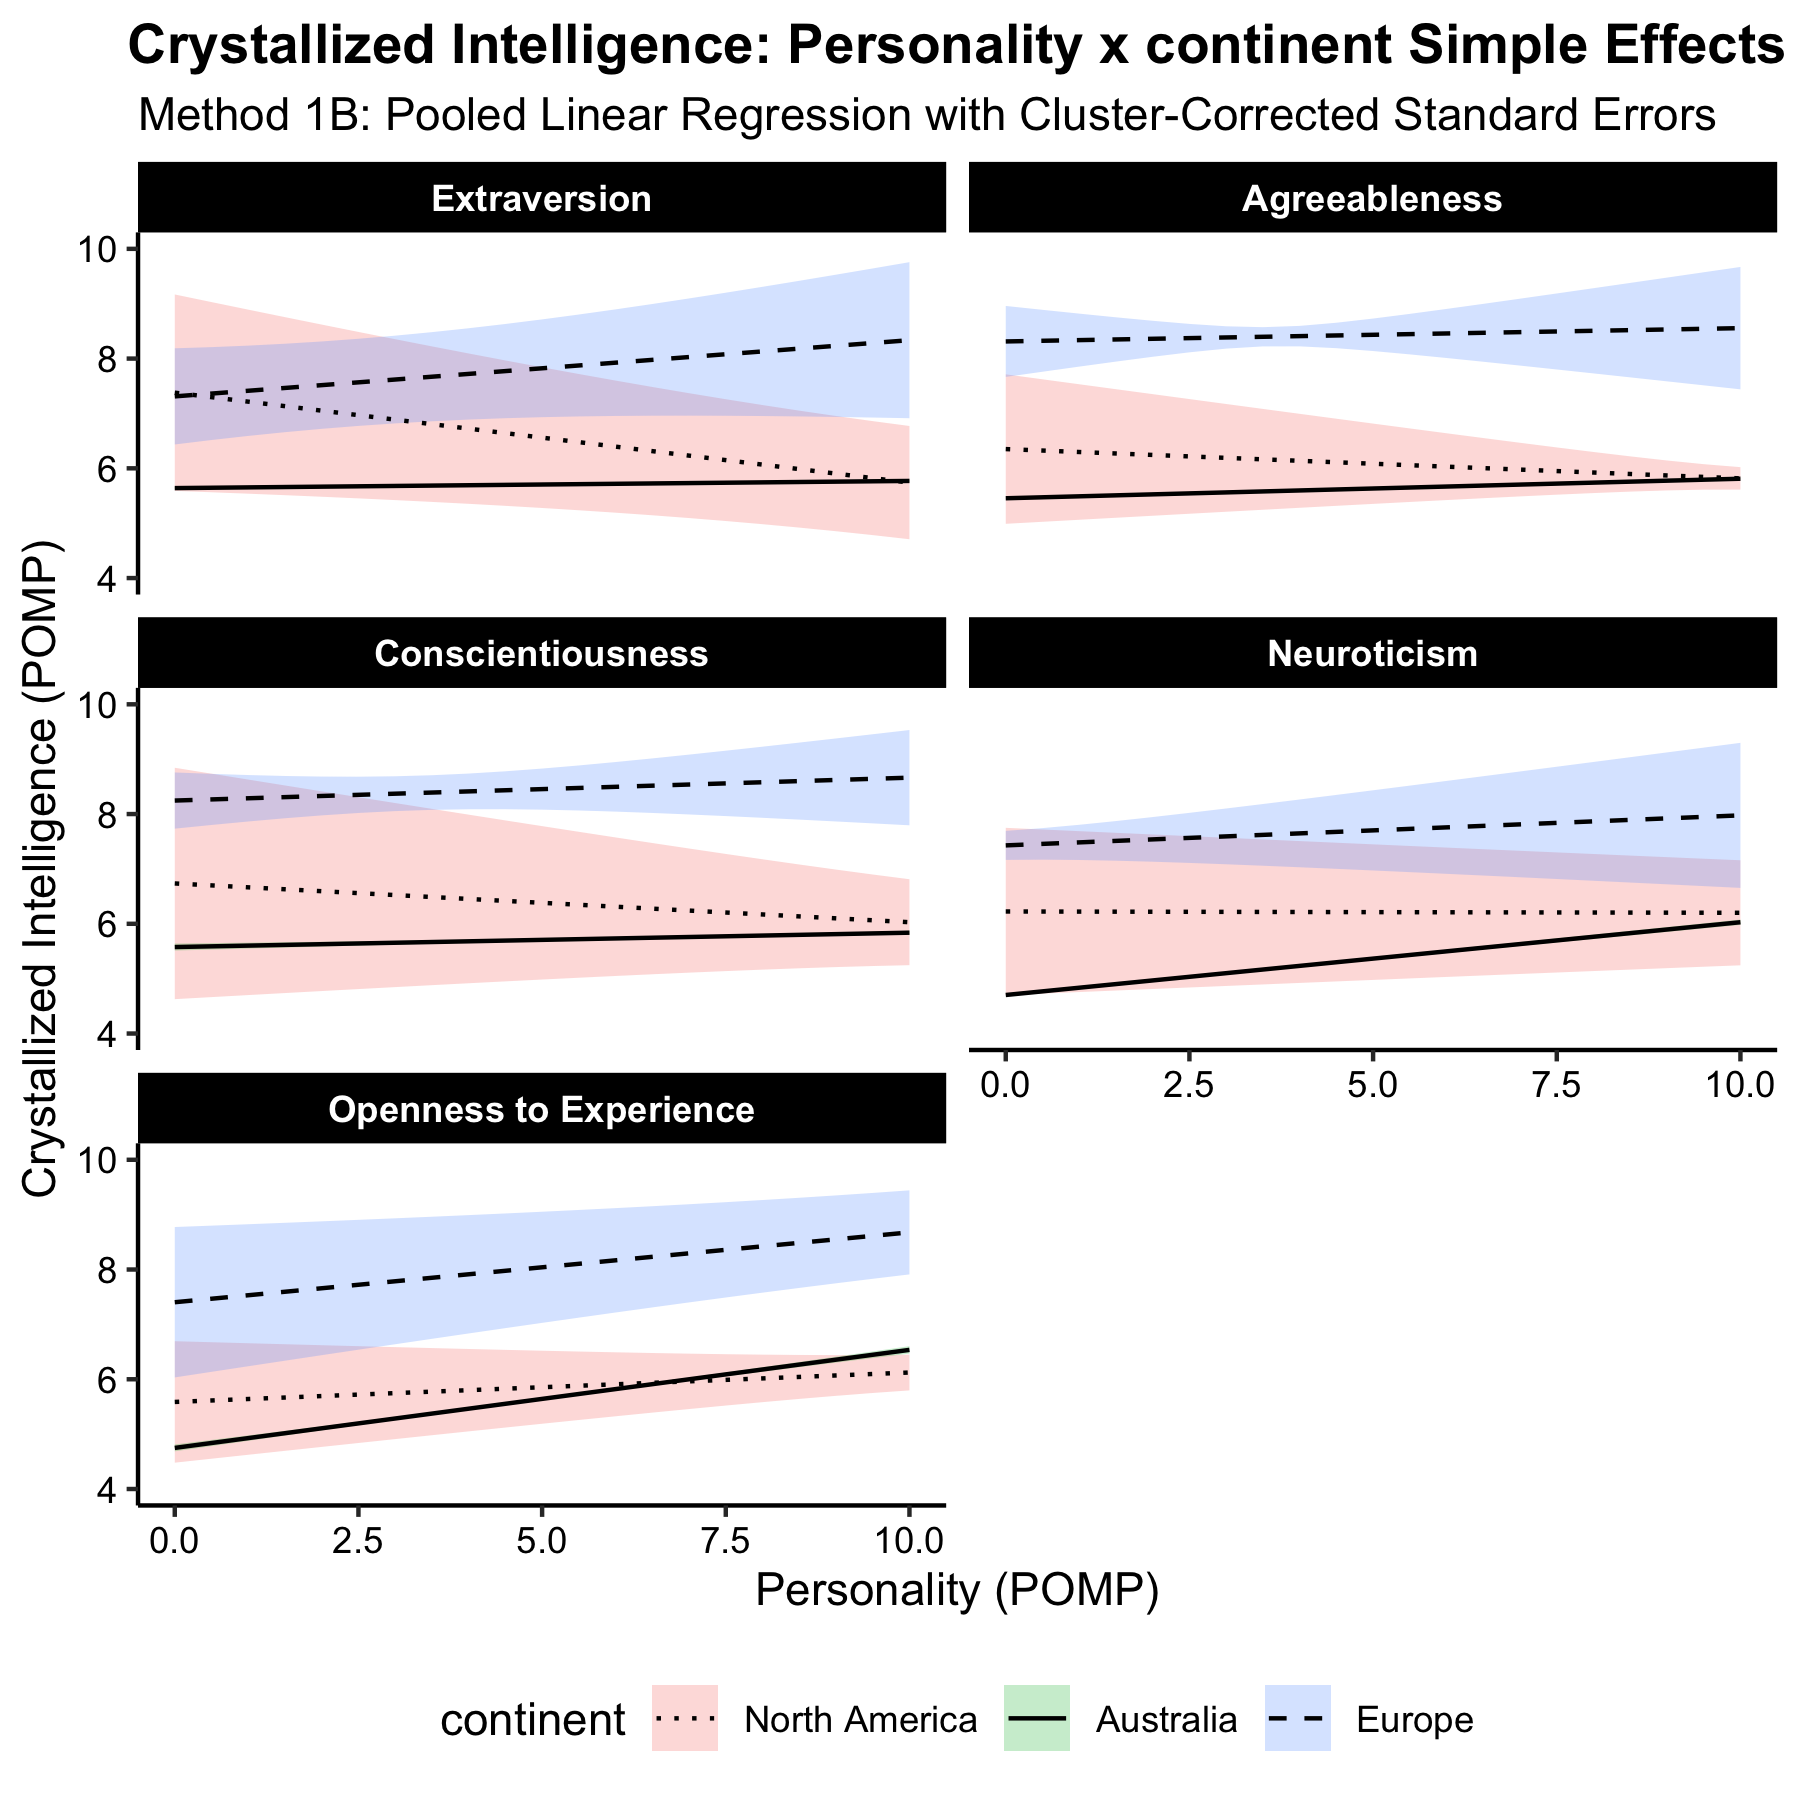 Crystallized Intelligence: Personality x continent Simple Effects
Method 1B: Pooled Linear Regression with Cluster-Corrected Standard Errors
Extraversion
Agreeableness
10
8
6
4
Conscientiousness
Neuroticism
10
8
6
4
0.0 2.5 5.0 7.5 10.0
Openness to Experience
10
8
6
4
0.0 2.5 5.0 7.5 10.0
Crystallized Intelligence (POMP)
Personality (POMP)
continent North America Australia Europe